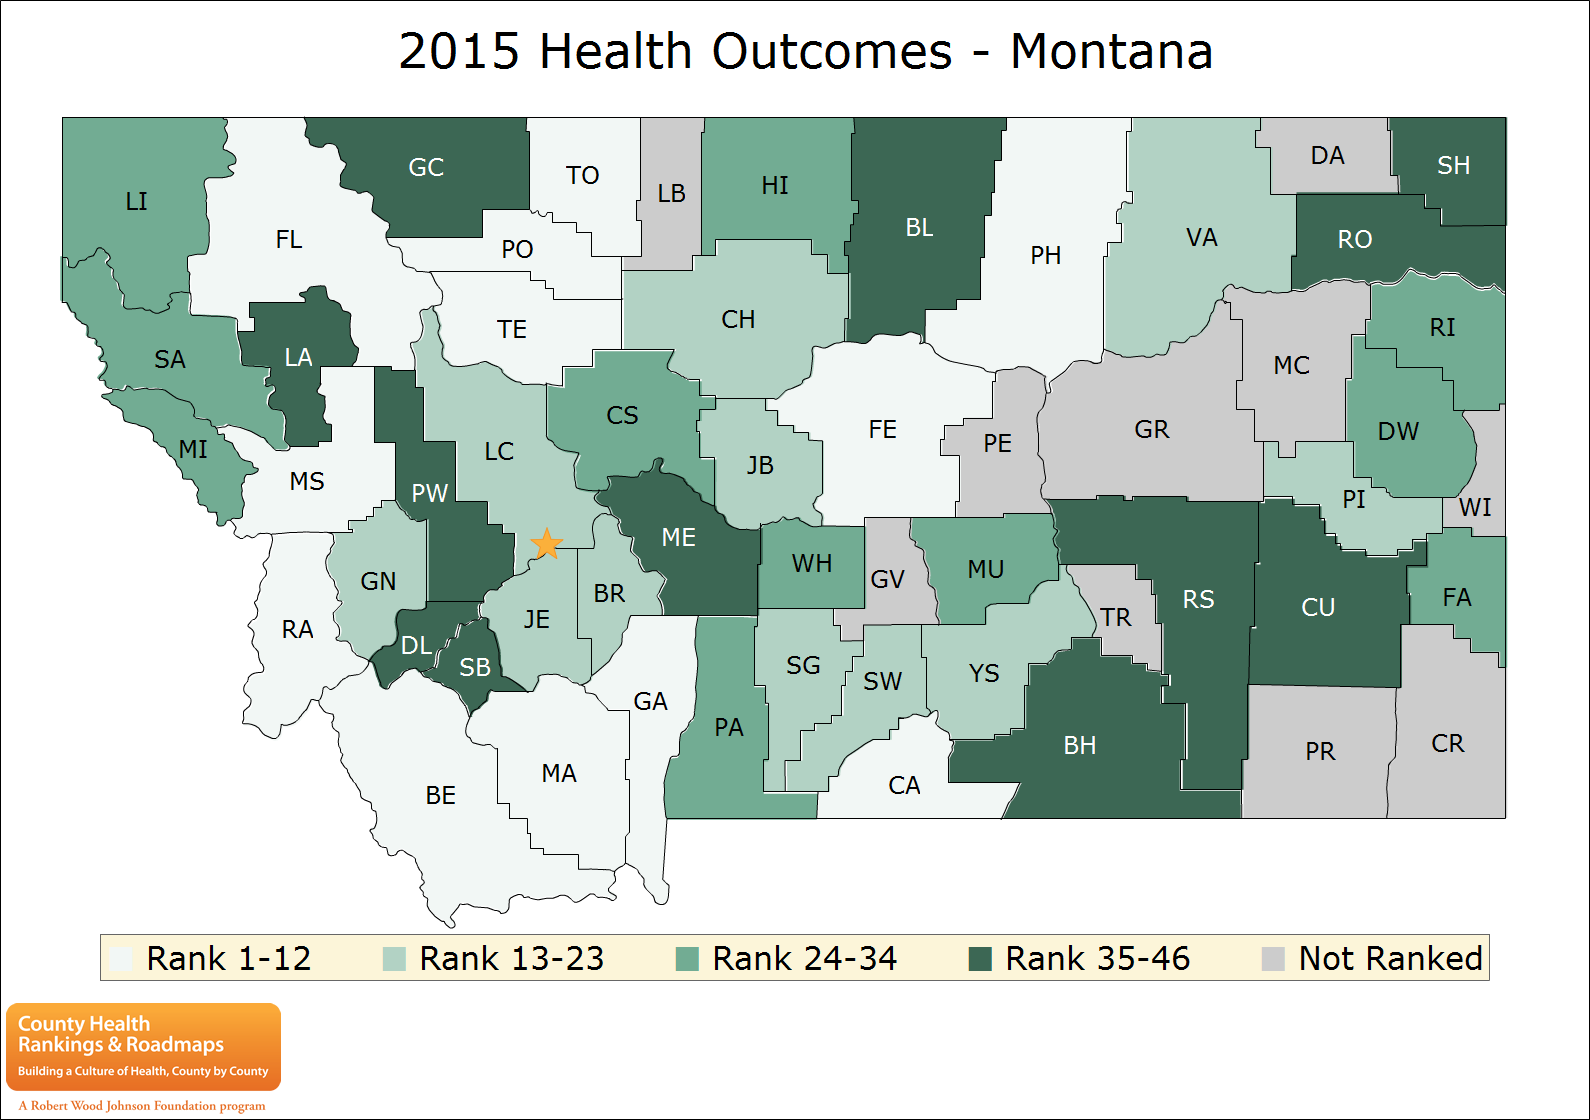 2015 Health Outcomes - Montana
LI
FL
GC
TO
LB
HI
BL
PH
VA
DA
SH
RO
PO
TE
CH
SA
LA
RI
MC
DW
MI
MS
PW
LC
CS
JB
FE
PE
GR
PI
WI
ME
WH
GV
MU
RS
CU
FA
GN
RA
DL
SB
JE
BR
TR
SG
SW
YS
GA
PA
BH
PR
CR
BE
MA
CA
Rank 1-12 Rank 13-23 Rank 24-34 Rank 35-46 Not Ranked
County Health
Rankings & Roadmaps
Building a Culture of Health, County by County
A Robert Wood Johnson Foundation program